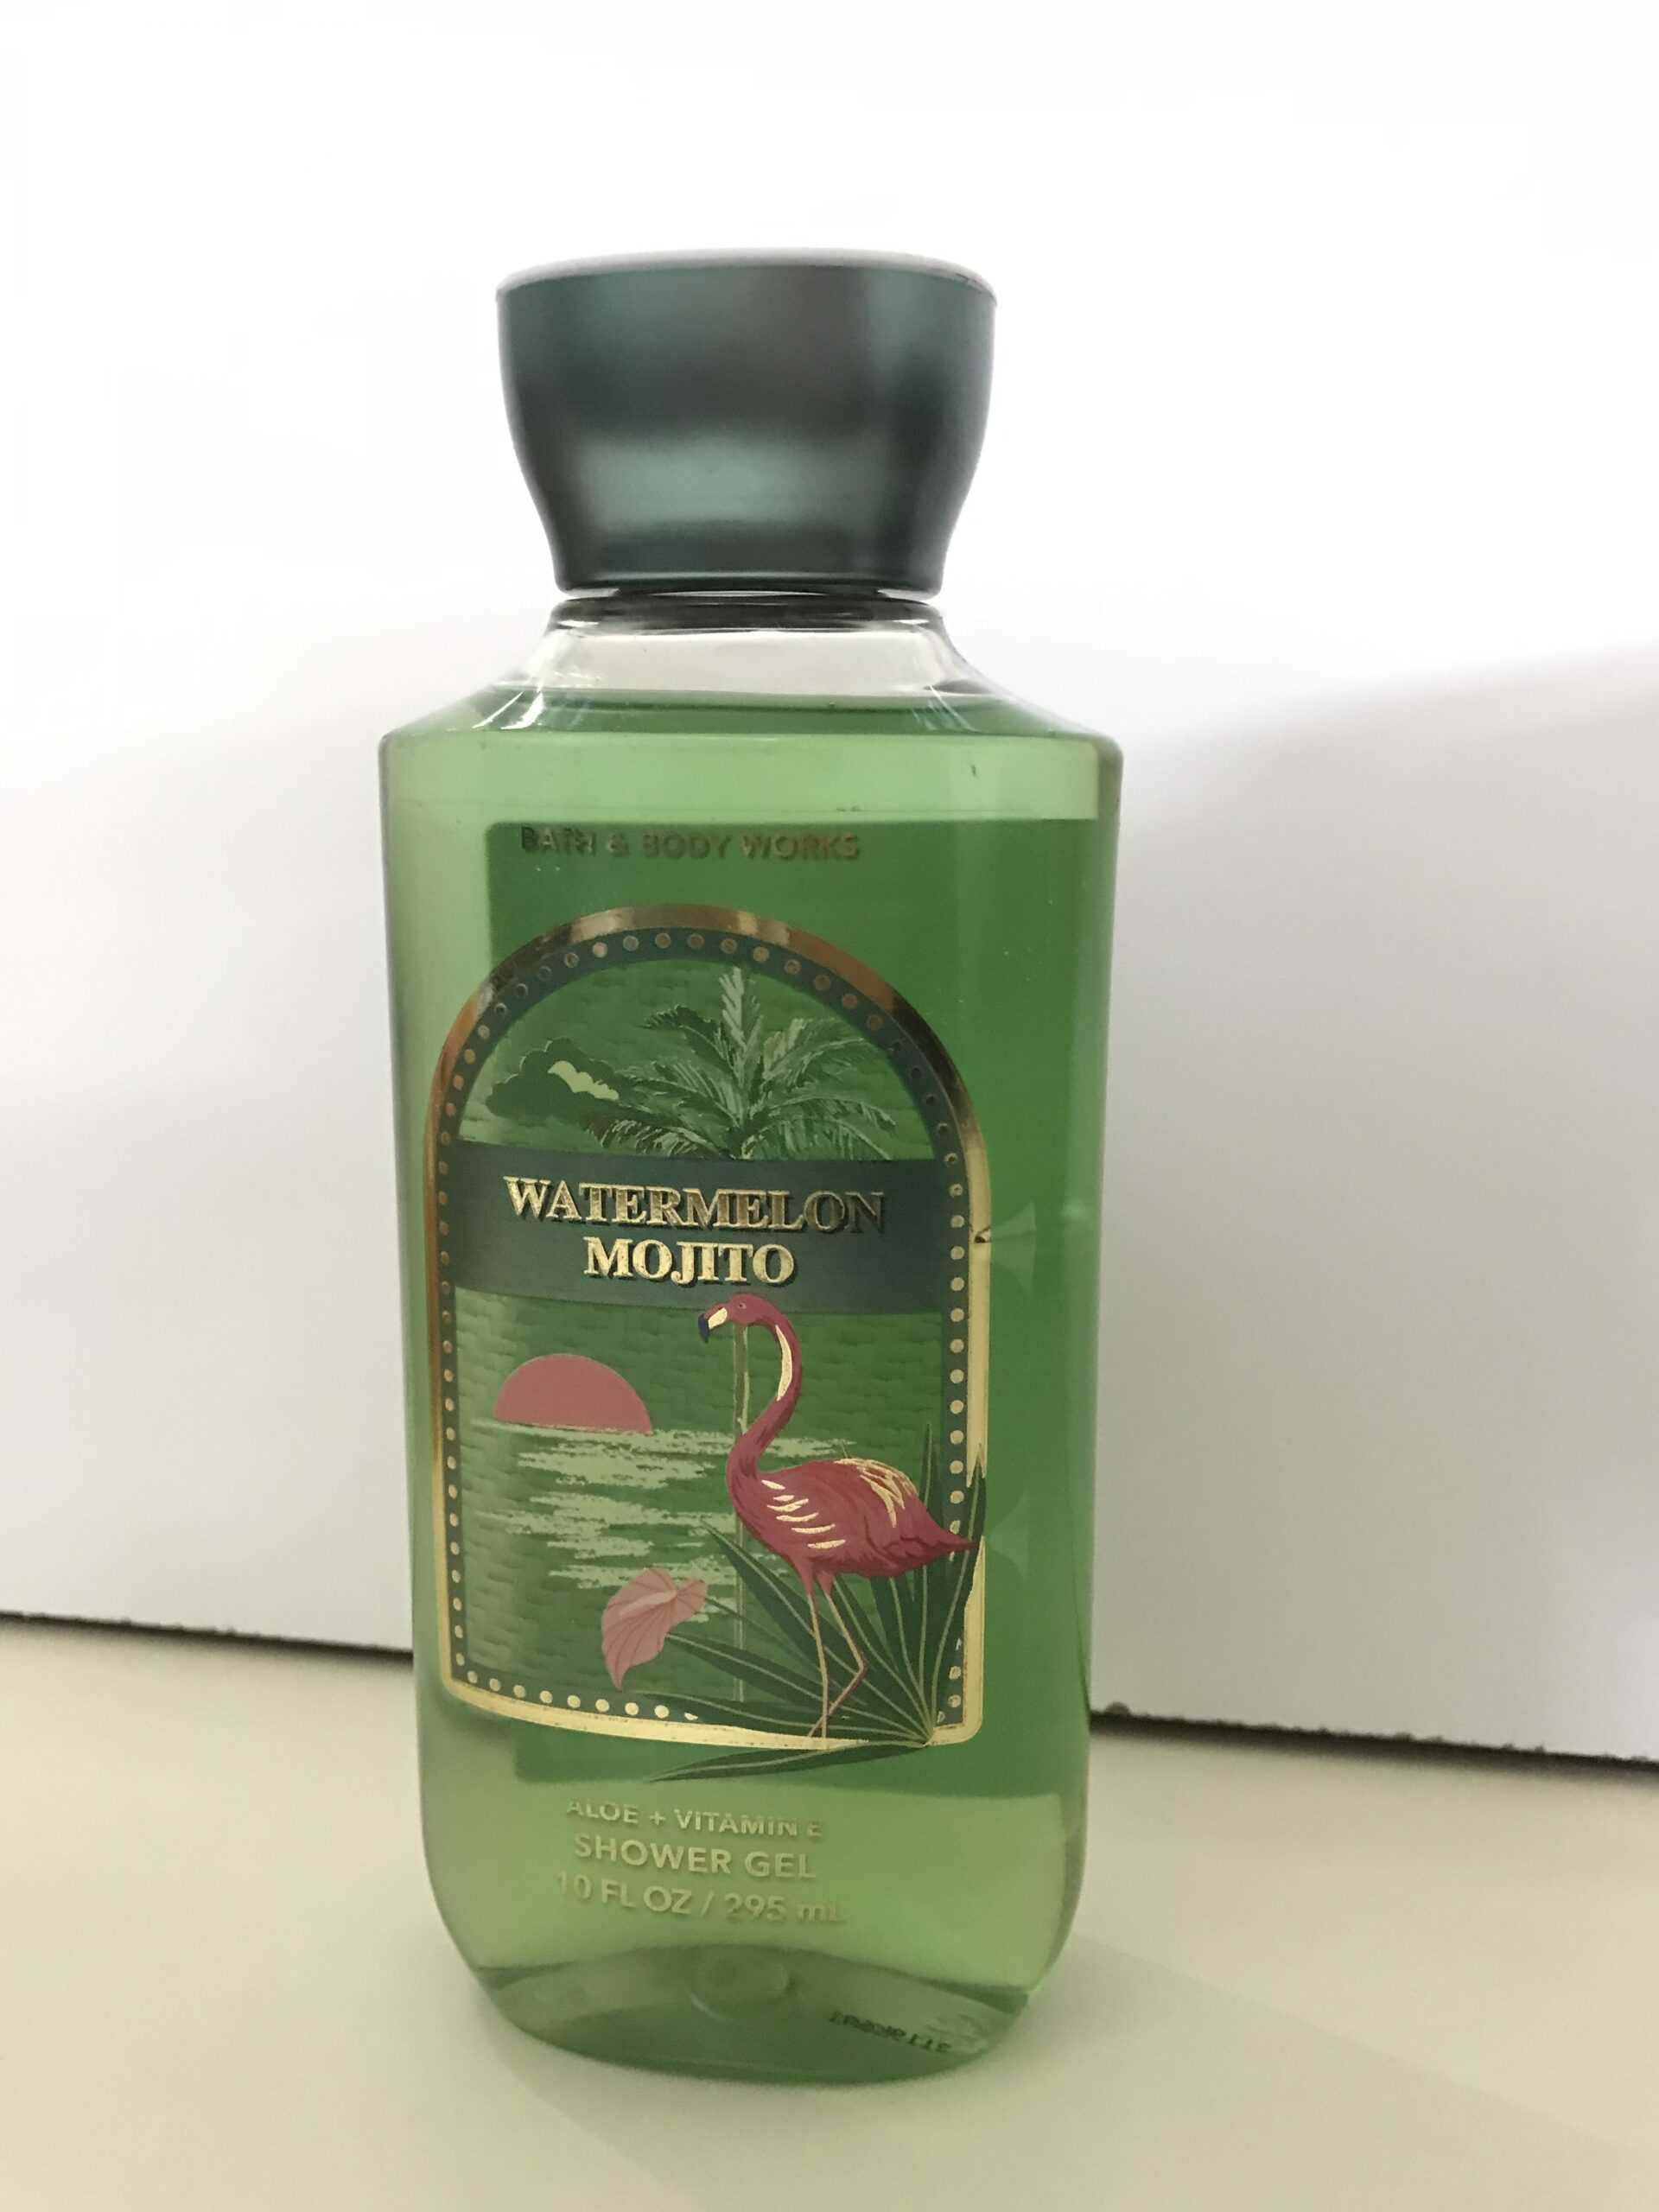 BATH & BODY WORKS
WATERMELON
MOJITO
ALOE + VITAMIN E
SHOWER GEL
10 FL OZ / 295 mL